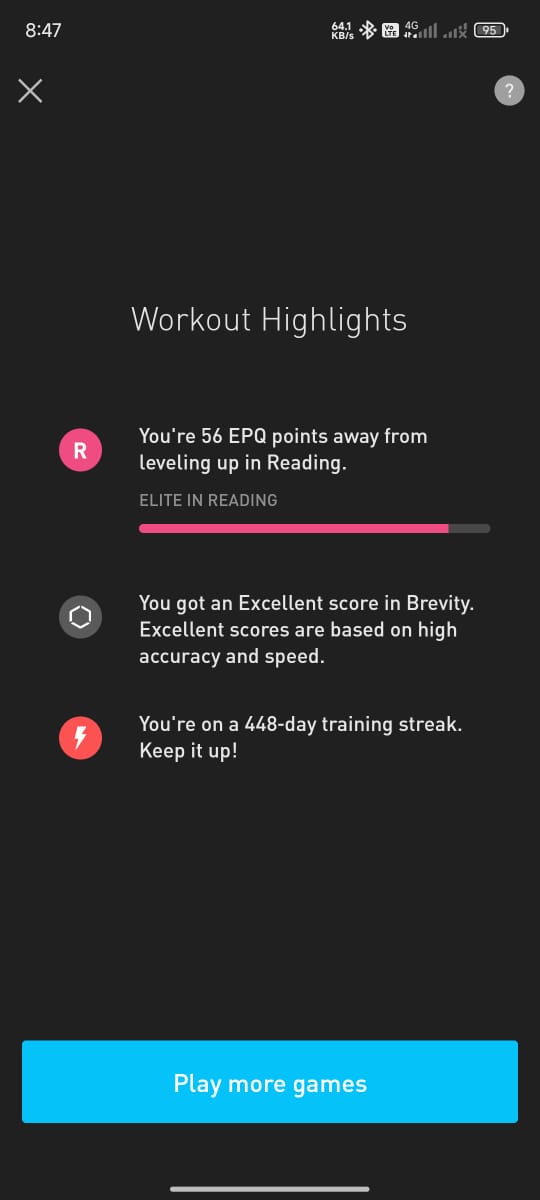 8:47
64.1
KB/s
Vo
LTE
4G
95
?
Workout Highlights
R
You're 56 EPQ points away from
leveling up in Reading.
ELITE IN READING
You got an Excellent score in Brevity.
Excellent scores are based on high
accuracy and speed.
You're on a 448-day training streak.
Keep it up!
Play more games